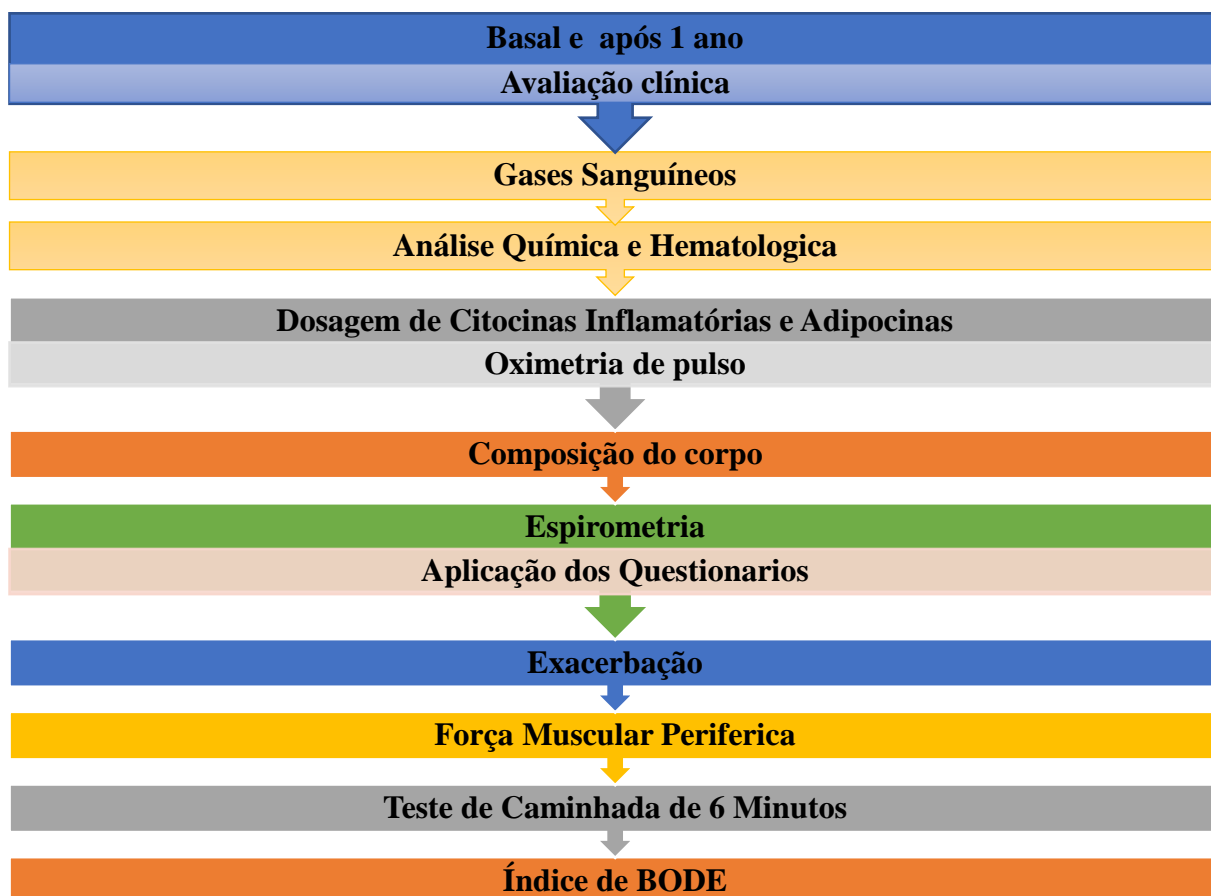 Basal e após 1 ano
Avaliação clínica
Gases Sanguíneos
Análise Química e Hematologica
Dosagem de Citocinas Inflamatórias e Adipocinas
Oximetria de pulso
Composição do corpo
Espirometria
Aplicação dos Questionarios
Exacerbação
Força Muscular Periferica
Teste de Caminhada de 6 Minutos
Índice de BODE